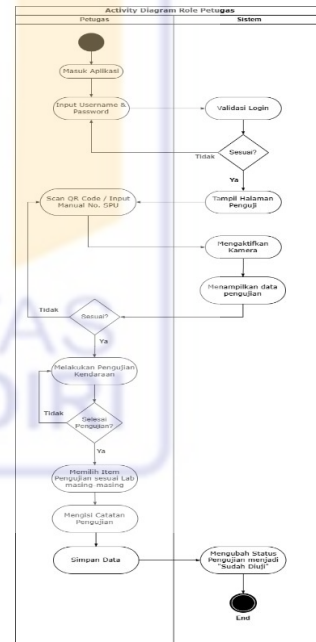 Activity Diagram Role Petugas
Petugas
Sistem
Masuk Aplikasi
Input Username &
Password
Validasi Login
Sesuai?
Tidak
Ya
Tampil Halaman
Penguji
Scan QR Code / Input
Manual No. SPU
Mengaktifkan
Kamera
Menampilkan data
pengujian
Sesuai?
Tidak
Ya
Melakukan Pengujian
Kendaraan
Selesai
Pengujian?
Tidak
Ya
Memilih Item
Pengujian sesuai Lab
masing masing
Mengisi Catatan
Pengujian
Simpan Data
Mengubah Status
Pengujian menjadi
"Sudah Diuji"
End
TAS
DIRI